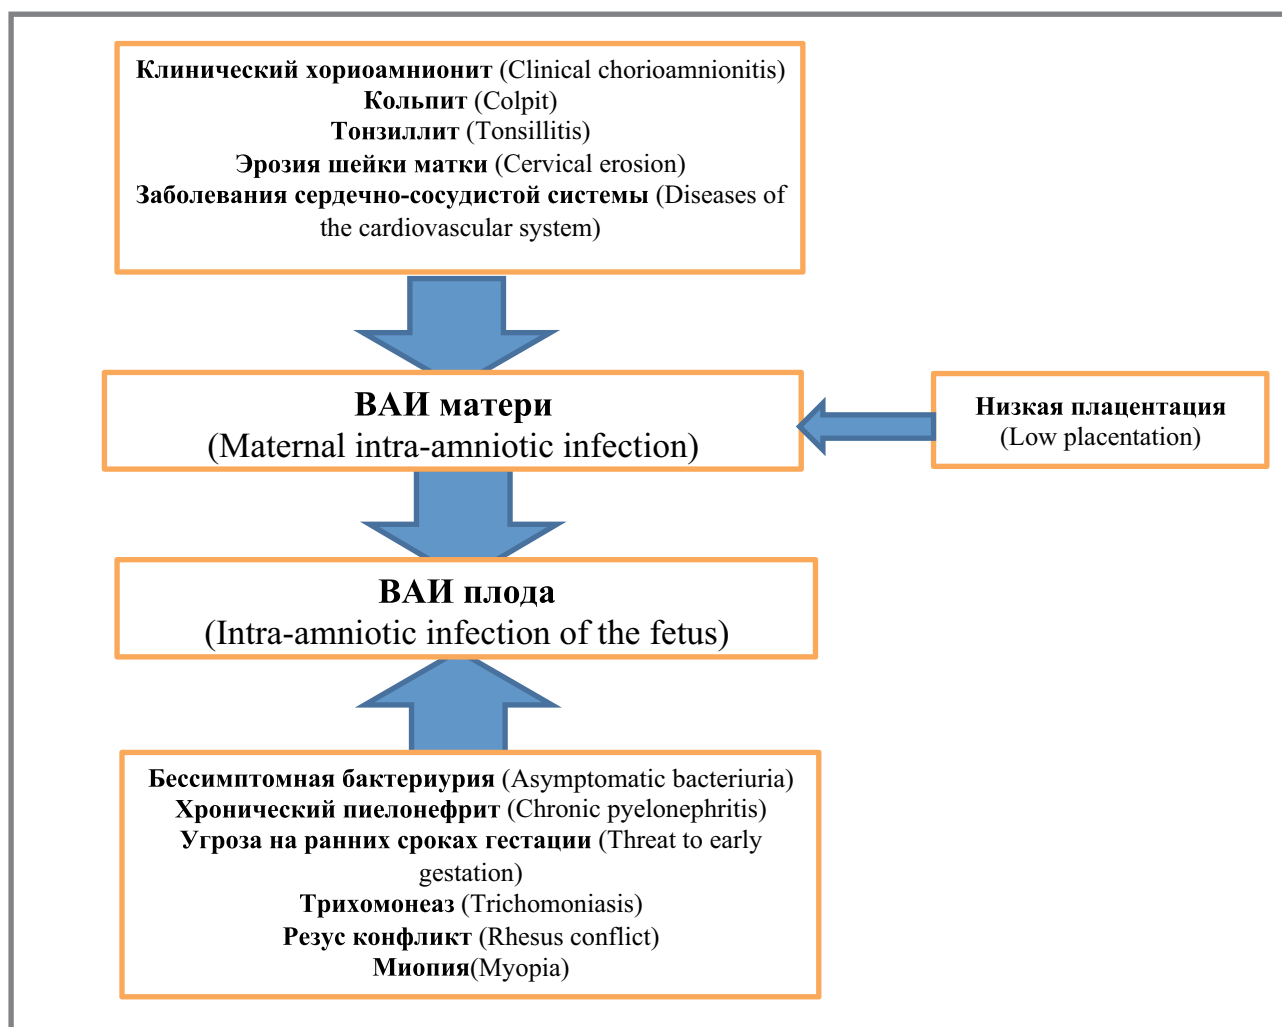 Клинический хориоамнионит (Clinical chorioamnionitis)
Кольпит (Colpit)
Тонзиллит (Tonsillitis)
Эрозия шейки матки (Cervical erosion)
Заболевания сердечно-сосудистой системы (Diseases of
the cardiovascular system)
ВАИ матери
(Maternal intra-amniotic infection)
Низкая плацентация
(Low placentation)
ВАИ плода
(Intra-amniotic infection of the fetus)
Бессимптомная бактериурия (Asymptomatic bacteriuria)
Хронический пиелонефрит (Chronic pyelonephritis)
Угроза на ранних сроках гестации (Threat to early
gestation)
Трихомонеаз (Trichomoniasis)
Резус конфликт (Rhesus conflict)
Миопия(Myopia)